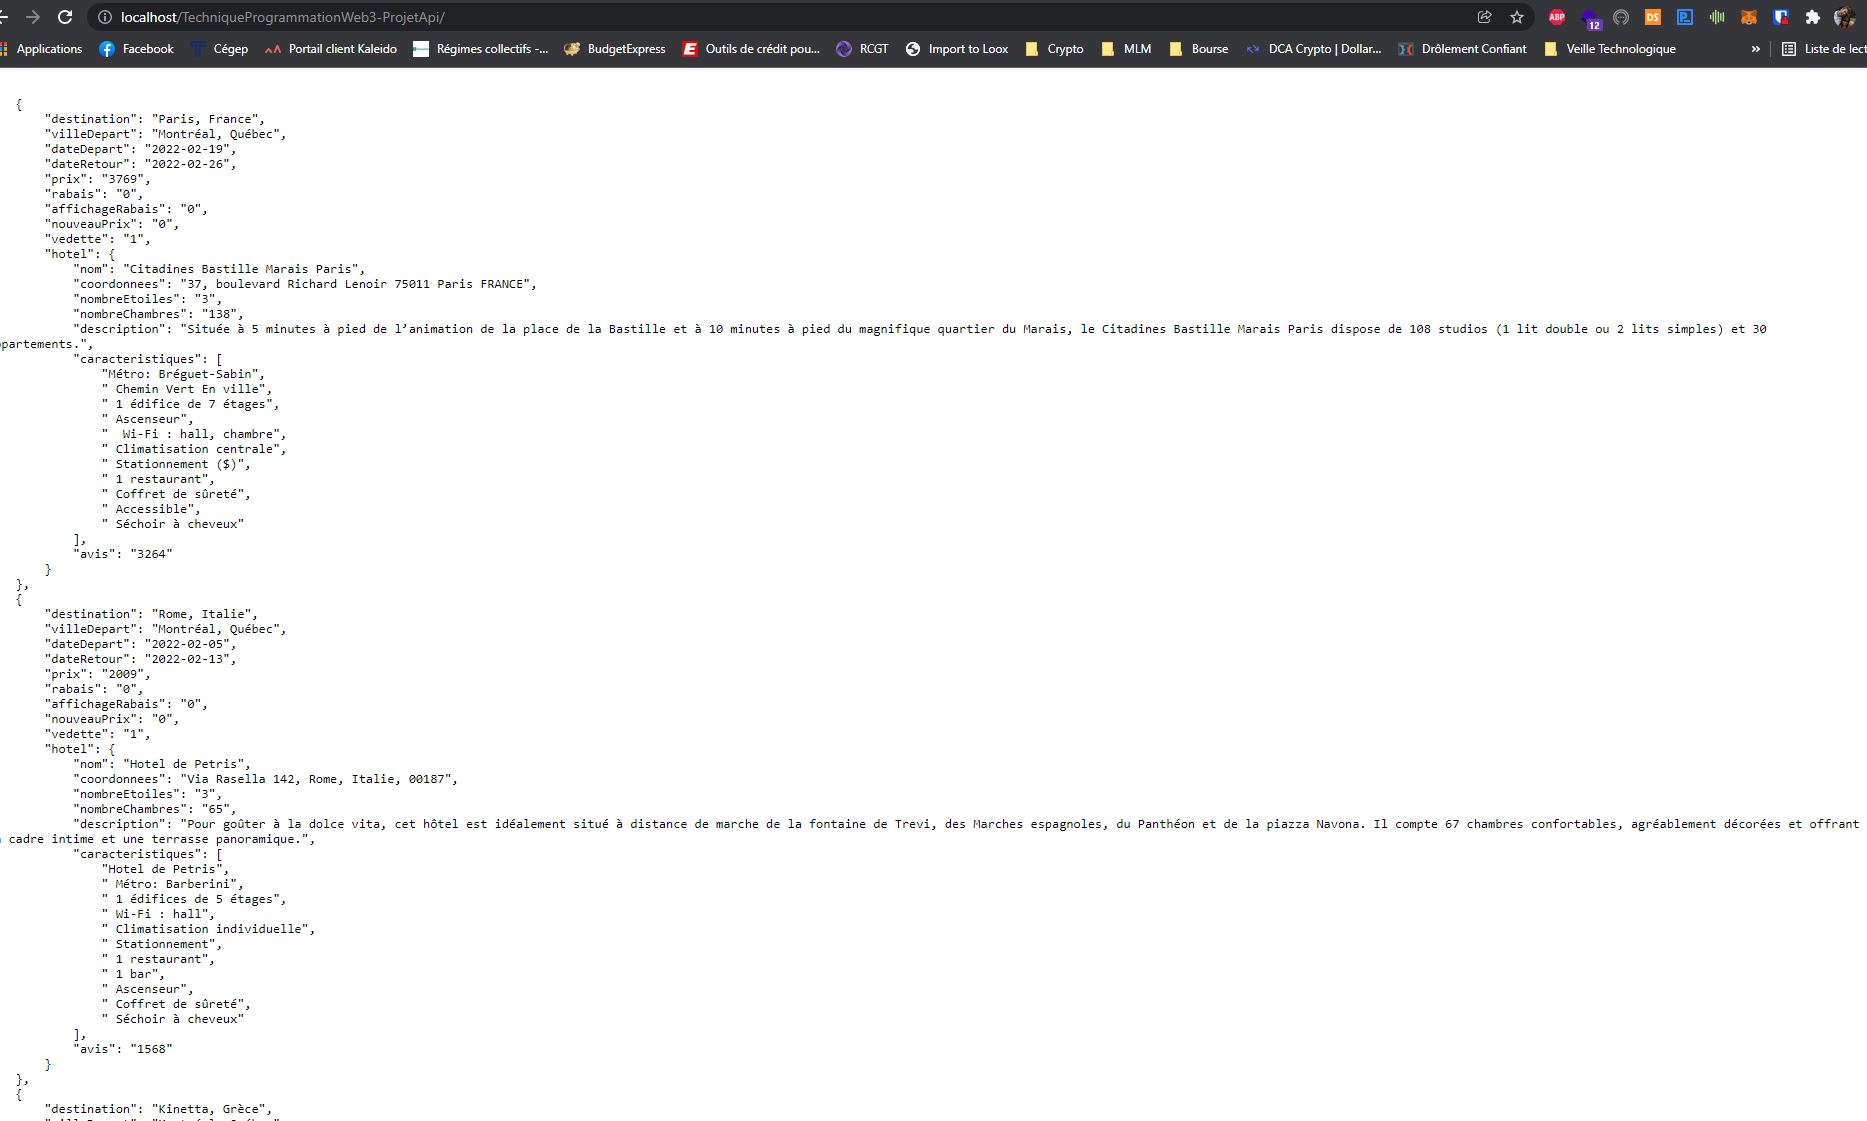 localhost/TechniqueProgrammationWeb3-ProjetApi/
ABP 12 DS
Applications Facebook Cégep Portail client Kaleido Régimes collectifs -... BudgetExpress Outils de crédit pou... RCGT Import to Loox Crypto MLM Bourse DCA Crypto | Dollar... Drôlement Confiant Veille Technologique » Liste de lect
{
"destination": "Paris, France",
"villeDepart": "Montréal, Québec",
"dateDepart": "2022-02-19",
"dateRetour": "2022-02-26",
"prix": "3769",
"rabais": "0",
"affichageRabais": "0",
"nouveauPrix": "0",
"vedette": "1",
"hotel": {
"nom": "Citadines Bastille Marais Paris",
"coordonnees": "37, boulevard Richard Lenoir 75011 Paris FRANCE",
"nombreEtoiles": "3",
"nombreChambres": "138",
"description": "Située à 5 minutes à pied de l’animation de la place de la Bastille et à 10 minutes à pied du magnifique quartier du Marais, le Citadines Bastille Marais Paris dispose de 108 studios (1 lit double ou 2 lits simples) et 30
partements.",
"caracteristiques": [
"Métro: Bréguet-Sabin",
" Chemin Vert En ville",
" 1 édifice de 7 étages",
" Ascenseur",
"  Wi-Fi : hall, chambre",
" Climatisation centrale",
" Stationnement ($)",
" 1 restaurant",
" Coffret de sûreté",
" Accessible",
" Séchoir à cheveux"
],
"avis": "3264"
}
},
{
"destination": "Rome, Italie",
"villeDepart": "Montréal, Québec",
"dateDepart": "2022-02-05",
"dateRetour": "2022-02-13",
"prix": "2009",
"rabais": "0",
"affichageRabais": "0",
"nouveauPrix": "0",
"vedette": "1",
"hotel": {
"nom": "Hotel de Petris",
"coordonnees": "Via Rasella 142, Rome, Italie, 00187",
"nombreEtoiles": "3",
"nombreChambres": "65",
"description": "Pour goûter à la dolce vita, cet hôtel est idéalement situé à distance de marche de la fontaine de Trevi, des Marches espagnoles, du Panthéon et de la piazza Navona. Il compte 67 chambres confortables, agréablement décorées et offrant
cadre intime et une terrasse panoramique.",
"caracteristiques": [
"Hotel de Petris",
" Métro: Barberini",
" 1 édifices de 5 étages",
" Wi-Fi : hall",
" Climatisation individuelle",
" Stationnement",
" 1 restaurant",
" 1 bar",
" Ascenseur",
" Coffret de sûreté",
" Séchoir à cheveux"
],
"avis": "1568"
}
},
{
"destination": "Kinetta, Grèce",